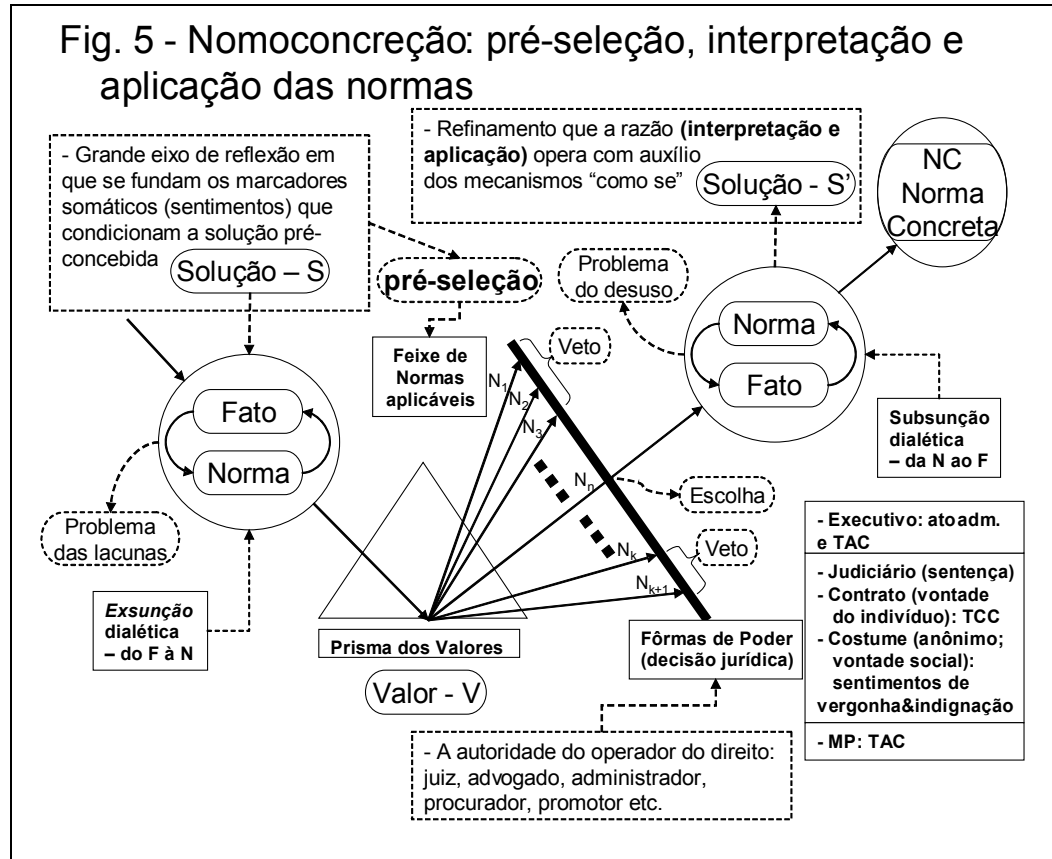 Fig. 5 - Nomoconcreção: pré-seleção, interpretação e
aplicação das normas
- Grande eixo de reflexão em
que se fundam os marcadores
somáticos (sentimentos) que
condicionam a solução pré-
concebida
Solução – S
- Refinamento que a razão (interpretação e
aplicação) opera com auxílio
dos mecanismos “como se”
Solução - S’
NC
Norma
Concreta
pré-seleção
Problema
do desuso
Feixe de
Normas
aplicáveis
Veto
Norma
Fato
Fato
Norma
N1
N2
N3
Nn
Nk
Nk+1
Escolha
Veto
Subsunção
dialética
– da N ao F
Problema
das lacunas
Exsunção
dialética
– do F à N
Prisma dos Valores
Valor - V
Fôrmas de Poder
(decisão jurídica)
- Executivo: ato adm.
e TAC
- Judiciário (sentença)
- Contrato (vontade
do indivíduo): TCC
- Costume (anônimo;
vontade social):
sentimentos de
vergonha&indignação
- MP: TAC
- A autoridade do operador do direito:
juiz, advogado, administrador,
procurador, promotor etc.